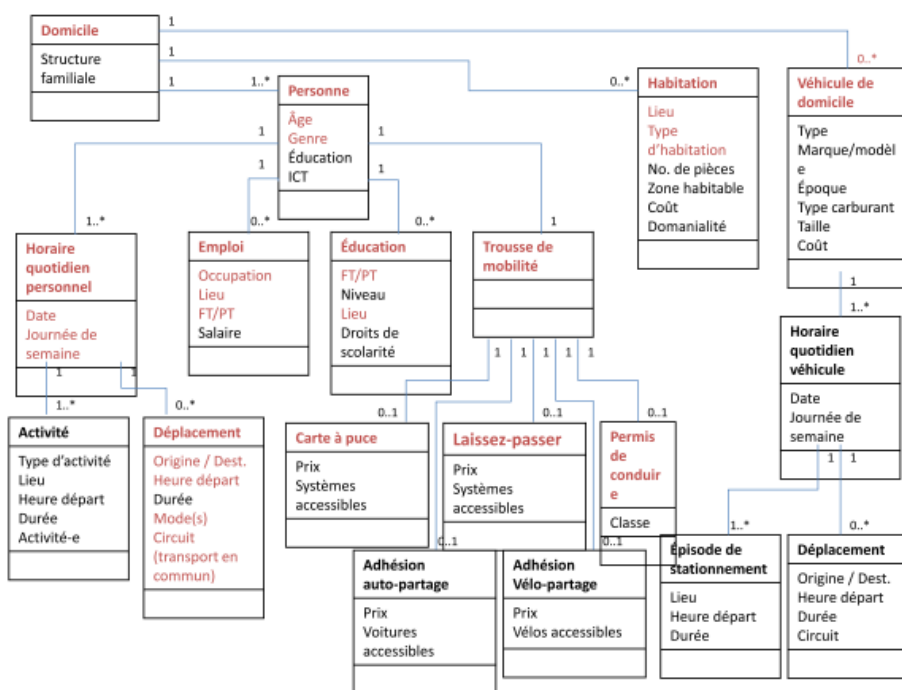 Domicile
Structure
familiale
1
1
1
1..*
0..*
0..*
Personne
Âge
Genre
Éducation
ICT
1
1
1
1
Habitation
Lieu
Type
d'habitation
No. de pièces
Zone habitable
Coût
Domanialité
Véhicule de
domicile
Type
Marque/modèl
e
Époque
Type carburant
Taille
Coût
1..*
0..*
0..*
1
1
1..*
Horaire
quotidien
personnel
Date
Journée de
semaine
1
1
Emploi
Occupation
Lieu
FT/PT
Salaire
Éducation
FT/PT
Niveau
Lieu
Droits de
scolarité
Trousse de
mobilité
1
1
1
1
1
Horaire
quotidien
véhicule
Date
Journée de
semaine
1
1
1..*
0..*
0..1
0..1
0..1
Activité
Type d'activité
Lieu
Heure départ
Durée
Activité-e
Déplacement
Origine / Dest.
Heure départ
Durée
Mode(s)
Circuit
(transport en
commun)
Carte à puce
Prix
Systèmes
accessibles
Laissez-passer
Prix
Systèmes
accessibles
Permis
de
conduir
e
Classe
0..1
0..1
1..*
0..*
Adhésion
auto-partage
Prix
Voitures
accessibles
Adhésion
Vélo-partage
Prix
Vélos accessibles
Épisode de
stationnement
Lieu
Heure départ
Durée
Déplacement
Origine / Dest.
Heure départ
Durée
Circuit